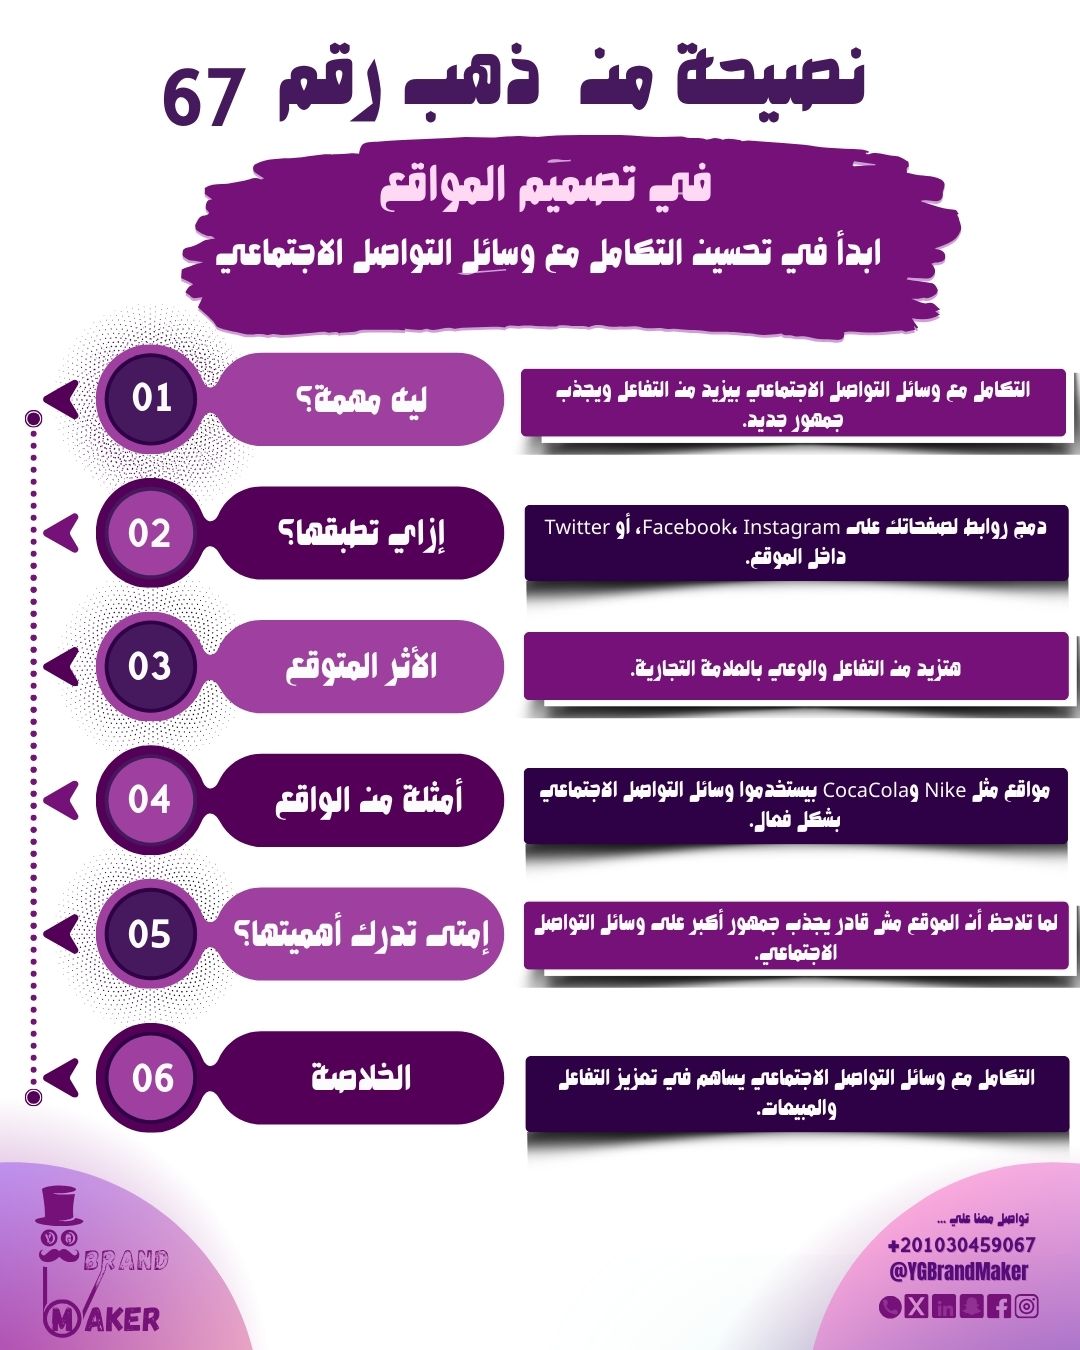 نصيحة من ذهب رقم 67
في تصميم المواقع
ابدأ في تحسين التكامل مع وسائل التواصل الاجتماعي
01
ليه مهمة؟
التكامل مع وسائل التواصل الاجتماعي بيزيد من التفاعل ويجذب
جمهور جديد.
02
إزاي تطبقها؟
دمج روابط لصفحاتك على Facebook، Instagram، أو Twitter
داخل الموقع.
03
الأثر المتوقع
هتزيد من التفاعل والوعي بالعلامة التجارية.
04
أمثلة من الواقع
مواقع مثل Nike وCocaCola بيستخدموا وسائل التواصل الاجتماعي
بشكل فعال.
05
إمتى تدرك أهميتها؟
لما تلاحظ أن الموقع مش قادر يجذب جمهور أكبر على وسائل التواصل
الاجتماعي.
06
الخلاصة
التكامل مع وسائل التواصل الاجتماعي يساهم في تعزيز التفاعل
والمبيعات.
تواصل معنا علي ...
+201030459067
@YGBrandMaker
BRAND
MAKER